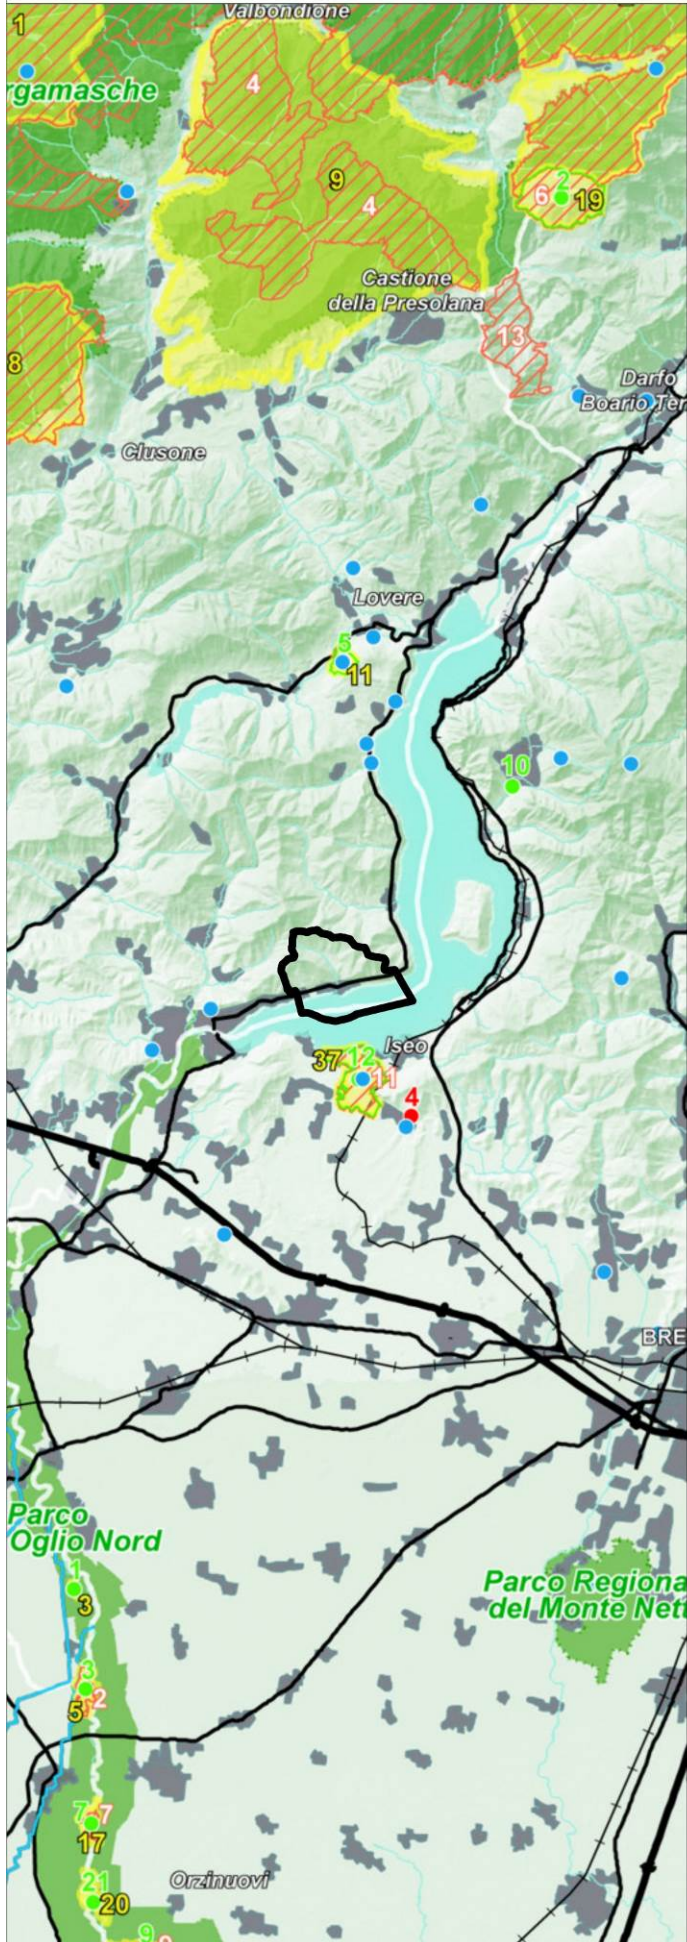 Valbondione
1
4
rgamasche
9
4
6
2
19
Castione
della Presolana
13
8
Darfo
Boario Ter
Clusone
Lovere
5
11
10
Iseo
37
12
11
4
BRE
Parco
Oglio Nord
1
3
Parco Regiona
del Monte Nett
3
5
2
7
7
17
21
20
Orzinuovi
9